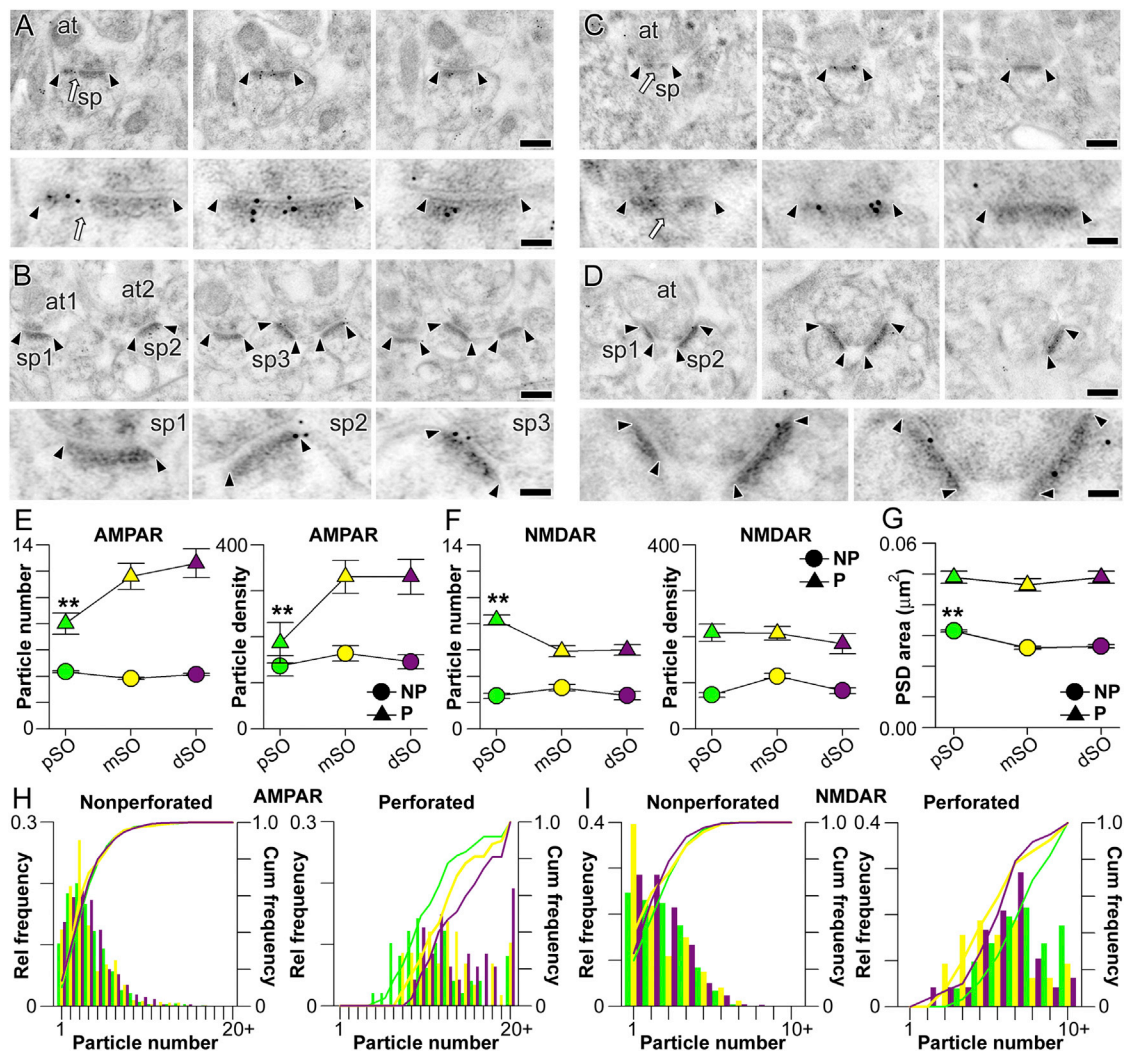 A
at
sp
C
at
sp
B
at1
at2
sp1
sp2
sp3
D
at
sp1
sp2
sp1
sp2
sp3
E
AMPAR
AMPAR
F
NMDAR
NMDAR
G
14
Particle number
0
**
pSO
mSO
dSO
400
Particle density
0
**
NP
P
pSO
mSO
dSO
14
Particle number
0
**
pSO
mSO
dSO
400
Particle density
0
NP
P
pSO
mSO
dSO
0.06
PSD area (μm²)
0.00
**
NP
P
pSO
mSO
dSO
H
Nonperforated
AMPAR
Perforated
I
Nonperforated
NMDAR
Perforated
0.3
Rel frequency
0
1.0
Cum frequency
0
1
20+
Particle number
0.3
Rel frequency
0
1.0
Cum frequency
0
1
20+
Particle number
0.4
Rel frequency
0
1.0
Cum frequency
0
1
10+
Particle number
0.4
Rel frequency
0
1.0
Cum frequency
0
1
10+
Particle number